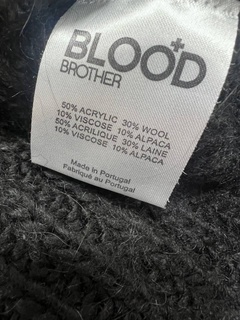 BLOOD
BROTHER
50% ACRYLIC 30% WOOL
10% VISCOSE 10% ALPACA
50% ACRILIQUE 30% LAINE
10% VISCOSE 10% ALPACA
Made in Portugal
Fabriqué au Portugal